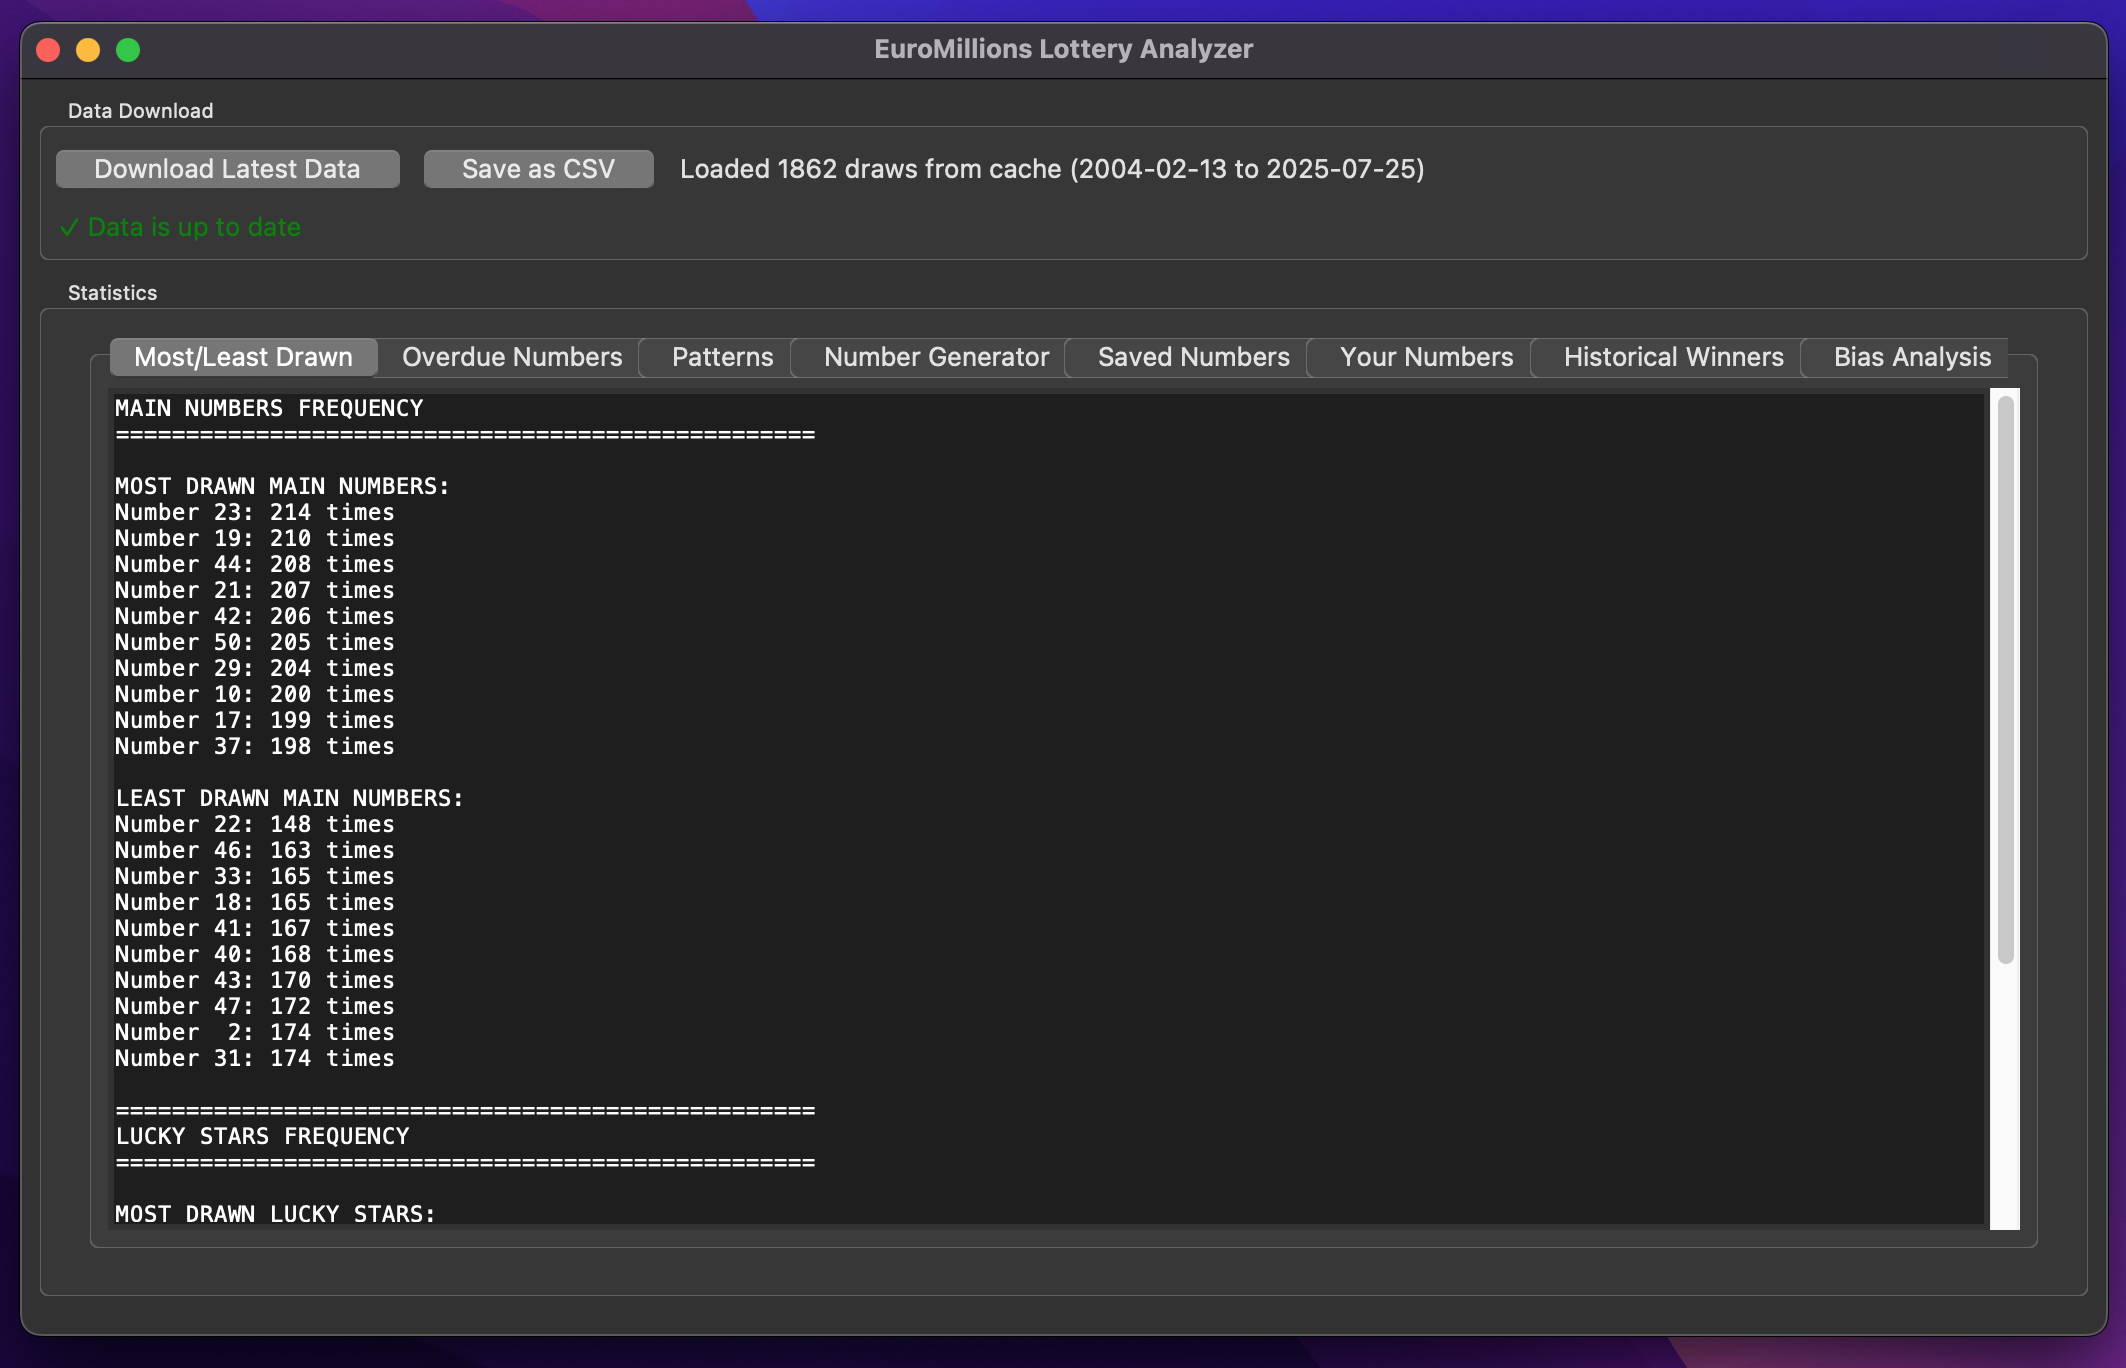 EuroMillions Lottery Analyzer
Data Download
Download Latest Data Save as CSV Loaded 1862 draws from cache (2004-02-13 to 2025-07-25)
✓ Data is up to date
Statistics
Most/Least Drawn Overdue Numbers Patterns Number Generator Saved Numbers Your Numbers Historical Winners Bias Analysis
MAIN NUMBERS FREQUENCY
==================================================
MOST DRAWN MAIN NUMBERS:
Number 23: 214 times
Number 19: 210 times
Number 44: 208 times
Number 21: 207 times
Number 42: 206 times
Number 50: 205 times
Number 29: 204 times
Number 10: 200 times
Number 17: 199 times
Number 37: 198 times
LEAST DRAWN MAIN NUMBERS:
Number 22: 148 times
Number 46: 163 times
Number 33: 165 times
Number 18: 165 times
Number 41: 167 times
Number 40: 168 times
Number 43: 170 times
Number 47: 172 times
Number  2: 174 times
Number 31: 174 times
==================================================
LUCKY STARS FREQUENCY
==================================================
MOST DRAWN LUCKY STARS: